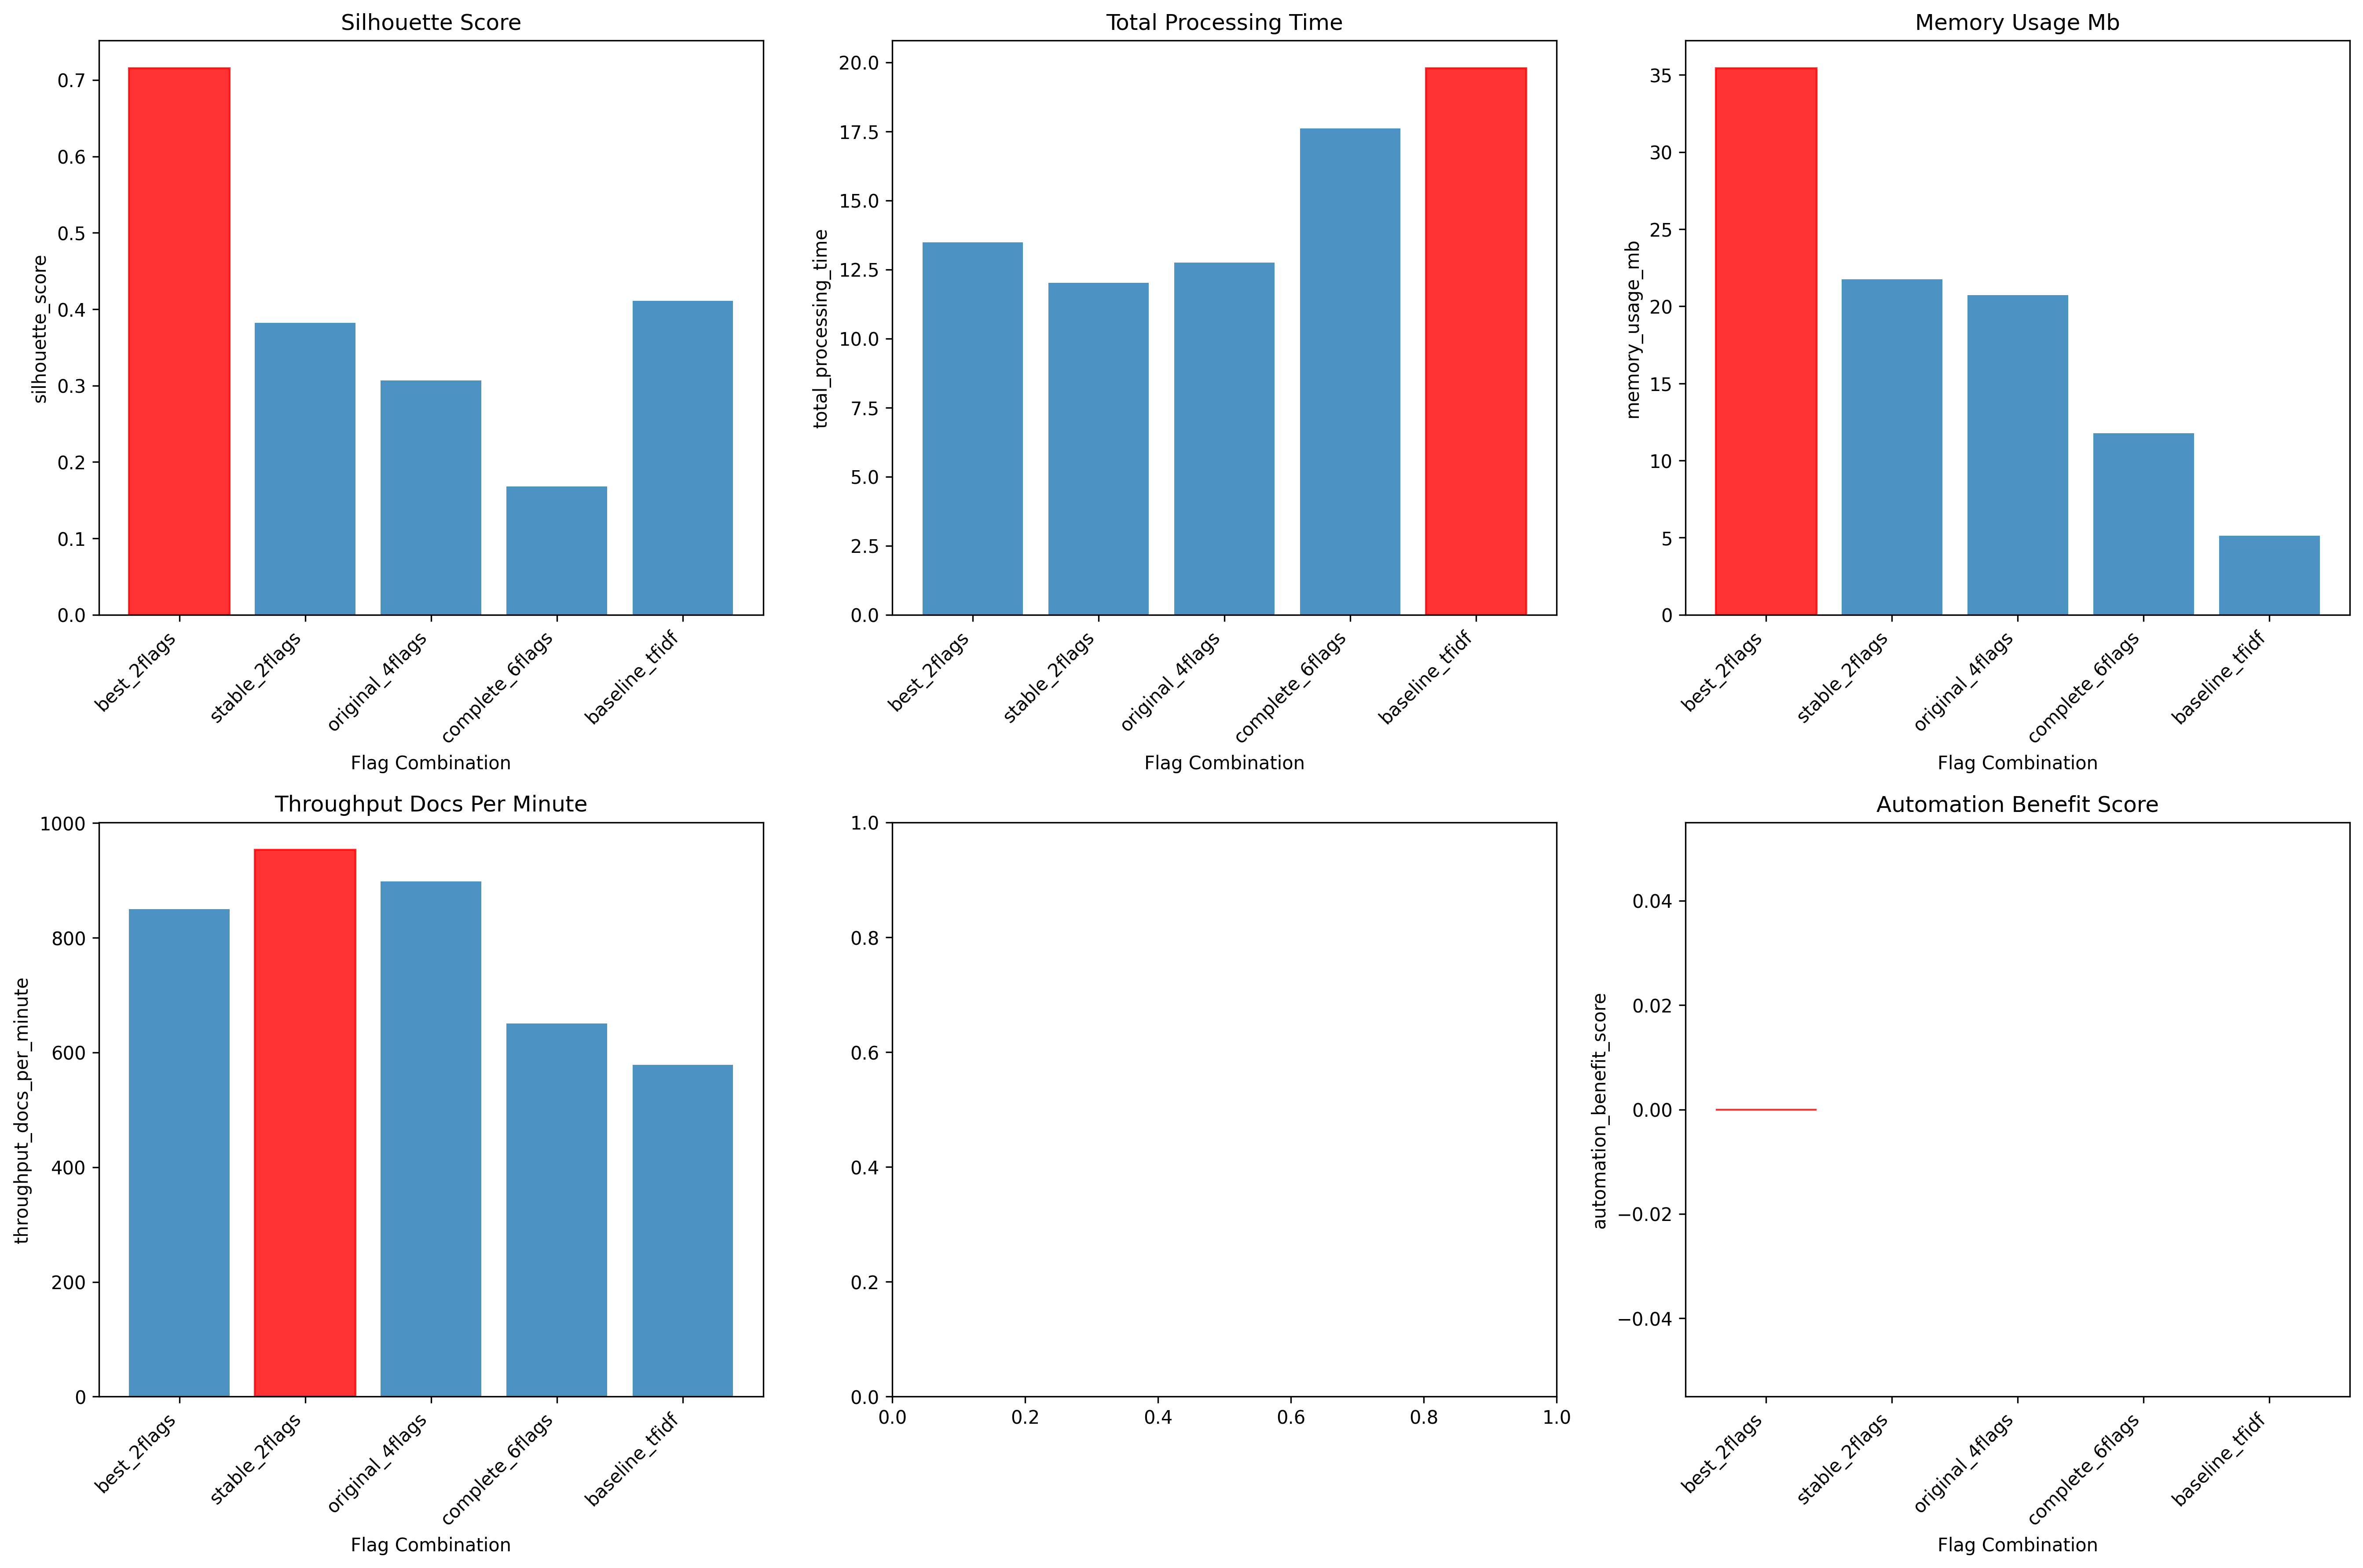 Silhouette Score
silhouette_score
0.7
0.6
0.5
0.4
0.3
0.2
0.1
0.0
best_2flags
stable_2flags
original_4flags
complete_6flags
baseline_tfidf
Flag Combination
Total Processing Time
total_processing_time
20.0
17.5
15.0
12.5
10.0
7.5
5.0
2.5
0.0
best_2flags
stable_2flags
original_4flags
complete_6flags
baseline_tfidf
Flag Combination
Memory Usage Mb
memory_usage_mb
35
30
25
20
15
10
5
0
best_2flags
stable_2flags
original_4flags
complete_6flags
baseline_tfidf
Flag Combination
Throughput Docs Per Minute
throughput_docs_per_minute
1000
800
600
400
200
0
best_2flags
stable_2flags
original_4flags
complete_6flags
baseline_tfidf
Flag Combination
1.0
0.8
0.6
0.4
0.2
0.0
0.0 0.2 0.4 0.6 0.8 1.0
Automation Benefit Score
automation_benefit_score
0.04
0.02
0.00
−0.02
−0.04
best_2flags
stable_2flags
original_4flags
complete_6flags
baseline_tfidf
Flag Combination